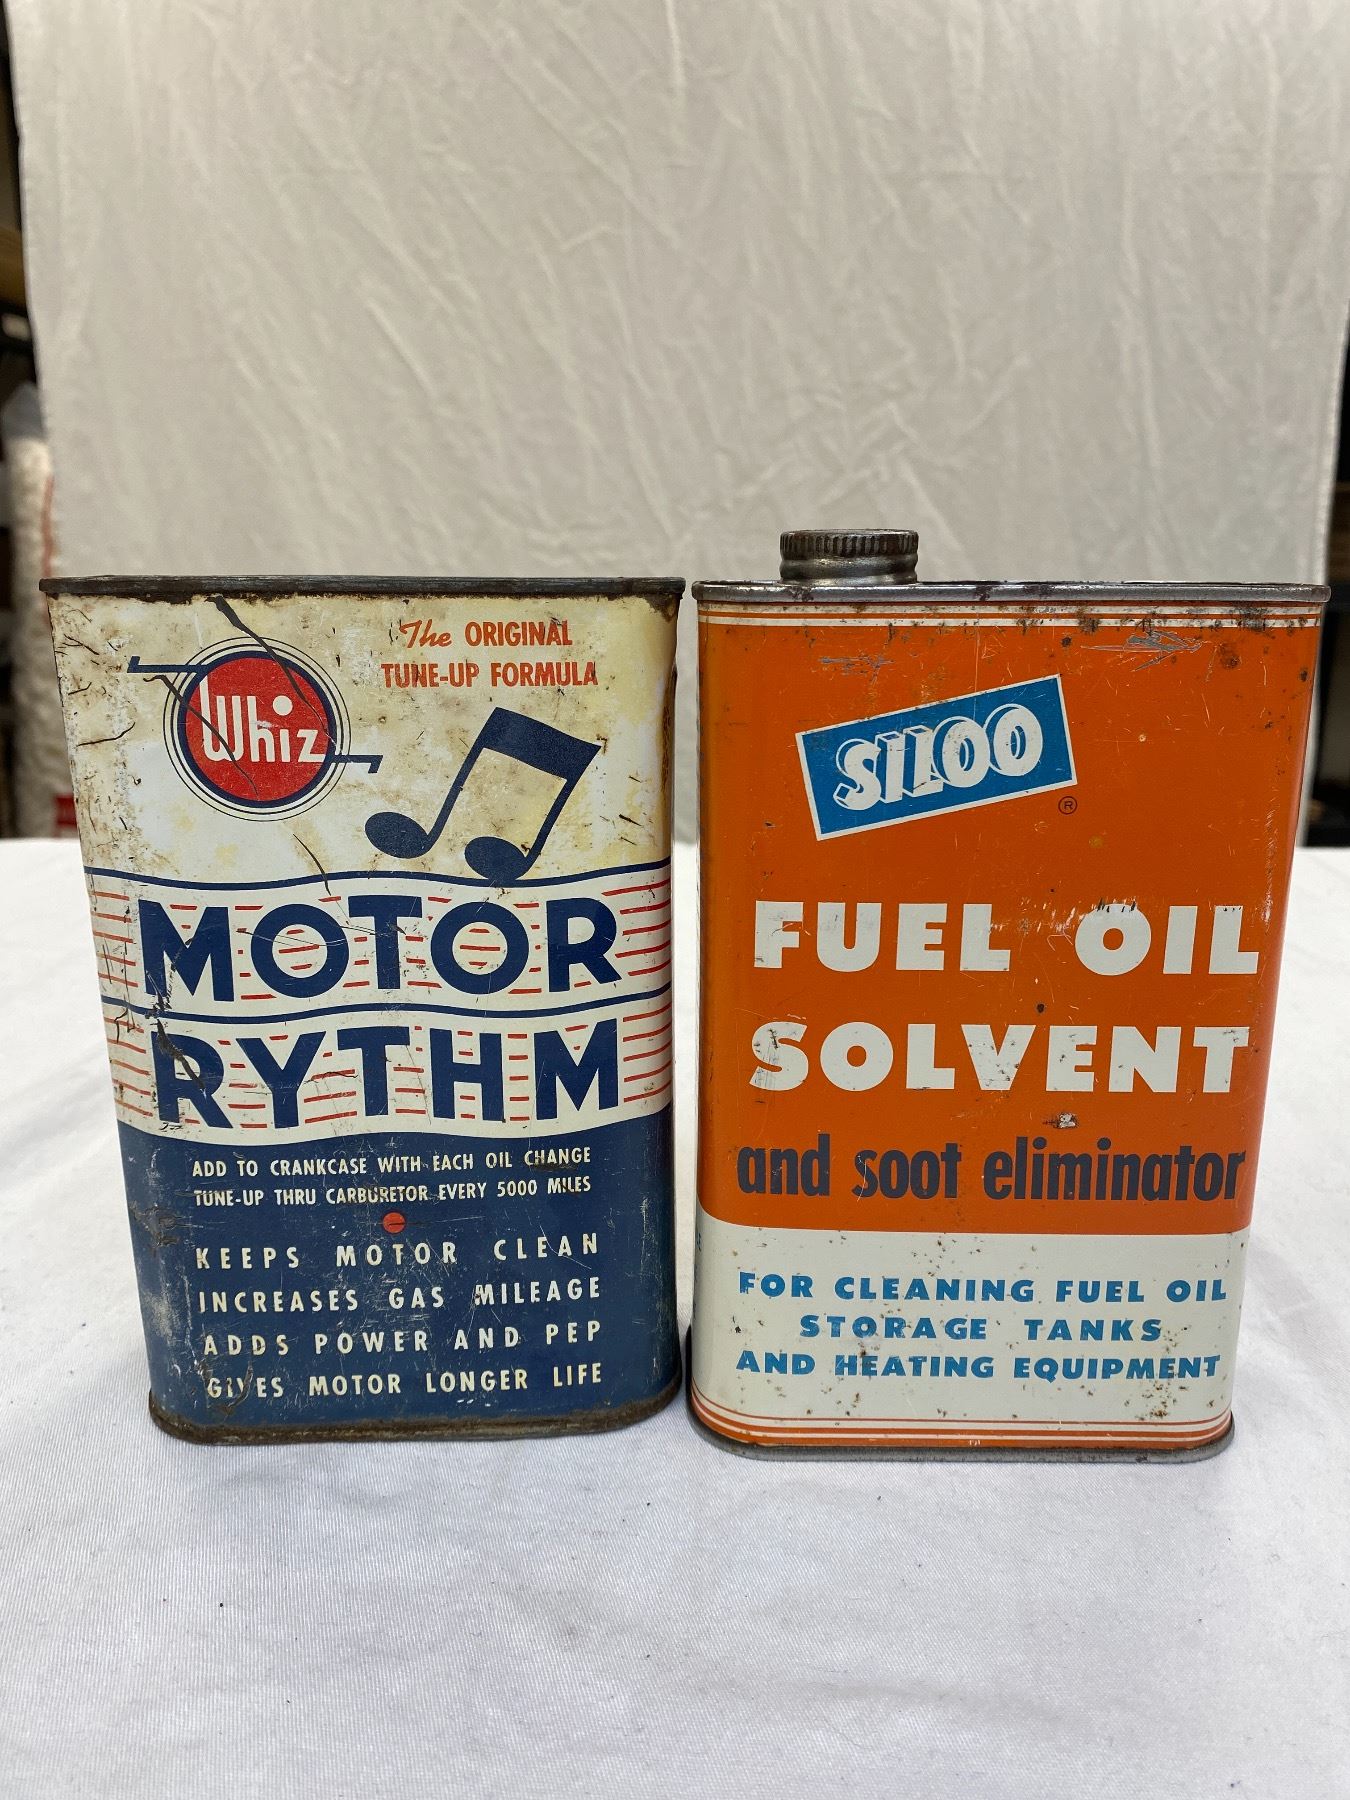 Whiz
The ORIGINAL
TUNE-UP FORMULA
MOTOR
RYTHM
ADD TO CRANKCASE WITH EACH OIL CHANGE
TUNE-UP THRU CARBURETOR EVERY 5000 MILES
KEEPS MOTOR CLEAN
INCREASES GAS MILEAGE
ADDS POWER AND PEP
GIVES MOTOR LONGER LIFE
SILOO
®
FUEL OIL
SOLVENT
and soot eliminator
FOR CLEANING FUEL OIL
STORAGE TANKS
AND HEATING EQUIPMENT